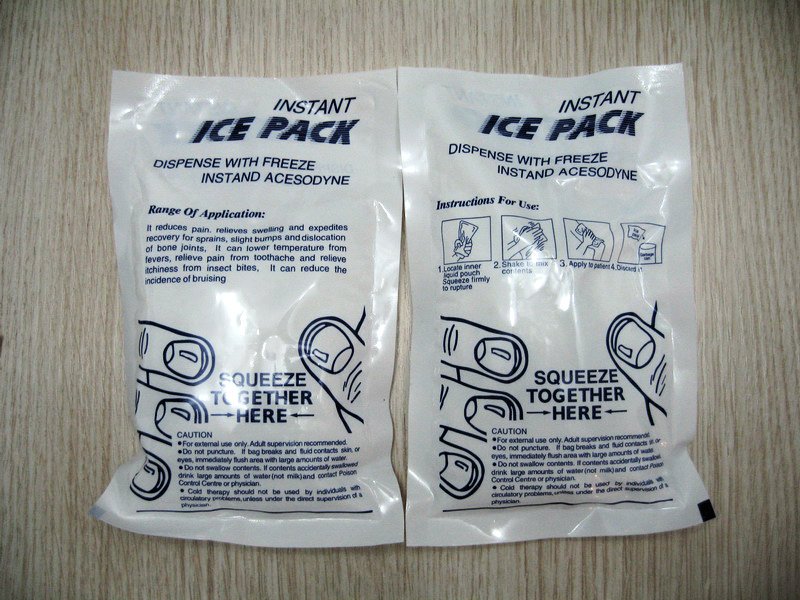 INSTANT
ICE PACK
DISPENSE WITH FREEZE
INSTAND ACESODYNE
Range Of Application:
It reduces pain. relieves swelling and expedites
recovery for sprains, slight bumps and dislocation
of bone joints, It can lower temperature from
fevers, relieve pain from toothache and relieve
itchiness from insect bites, It can reduce the
incidence of bruising
SQUEEZE
TOGETHER
→HERE←
CAUTION
●For external use only. Adult supervision recommended.
●Do not puncture. If bag breaks and fluid contacts skin, or
eyes, immediately flush area with large amounts of water.
●Do not swallow contents. If contents accidentally swallowed
drink large amounts of water(not milk)and contact Poison
Control Centre or physician.
●Cold therapy should not be used by individuals with
circulatory problems, unless under the direct supervision of a
physician.
INSTANT
ICE PACK
DISPENSE WITH FREEZE
INSTAND ACESODYNE
Instructions For Use:
1.Locate inner
liquid pouch
Squeeze firmly
to rupture
2.Shake to mix
contents
3. Apply to patient
4. Discard it
Garbage
can
SQUEEZE
TOGETHER
→HERE←
CAUTION
●For external use only. Adult supervision recommende
●Do not puncture. If bag breaks and fluid contacts skin or
eyes, immediately flush area with large amounts of water.
●Do not swallow contents. If contents accidentally swallowed
drink large amounts of water(not milk)and contact Poison
Control Centre or physician.
●Cold therapy should not be used by individuals with
circulatory problems, unless under the direct supervision of a
physician.